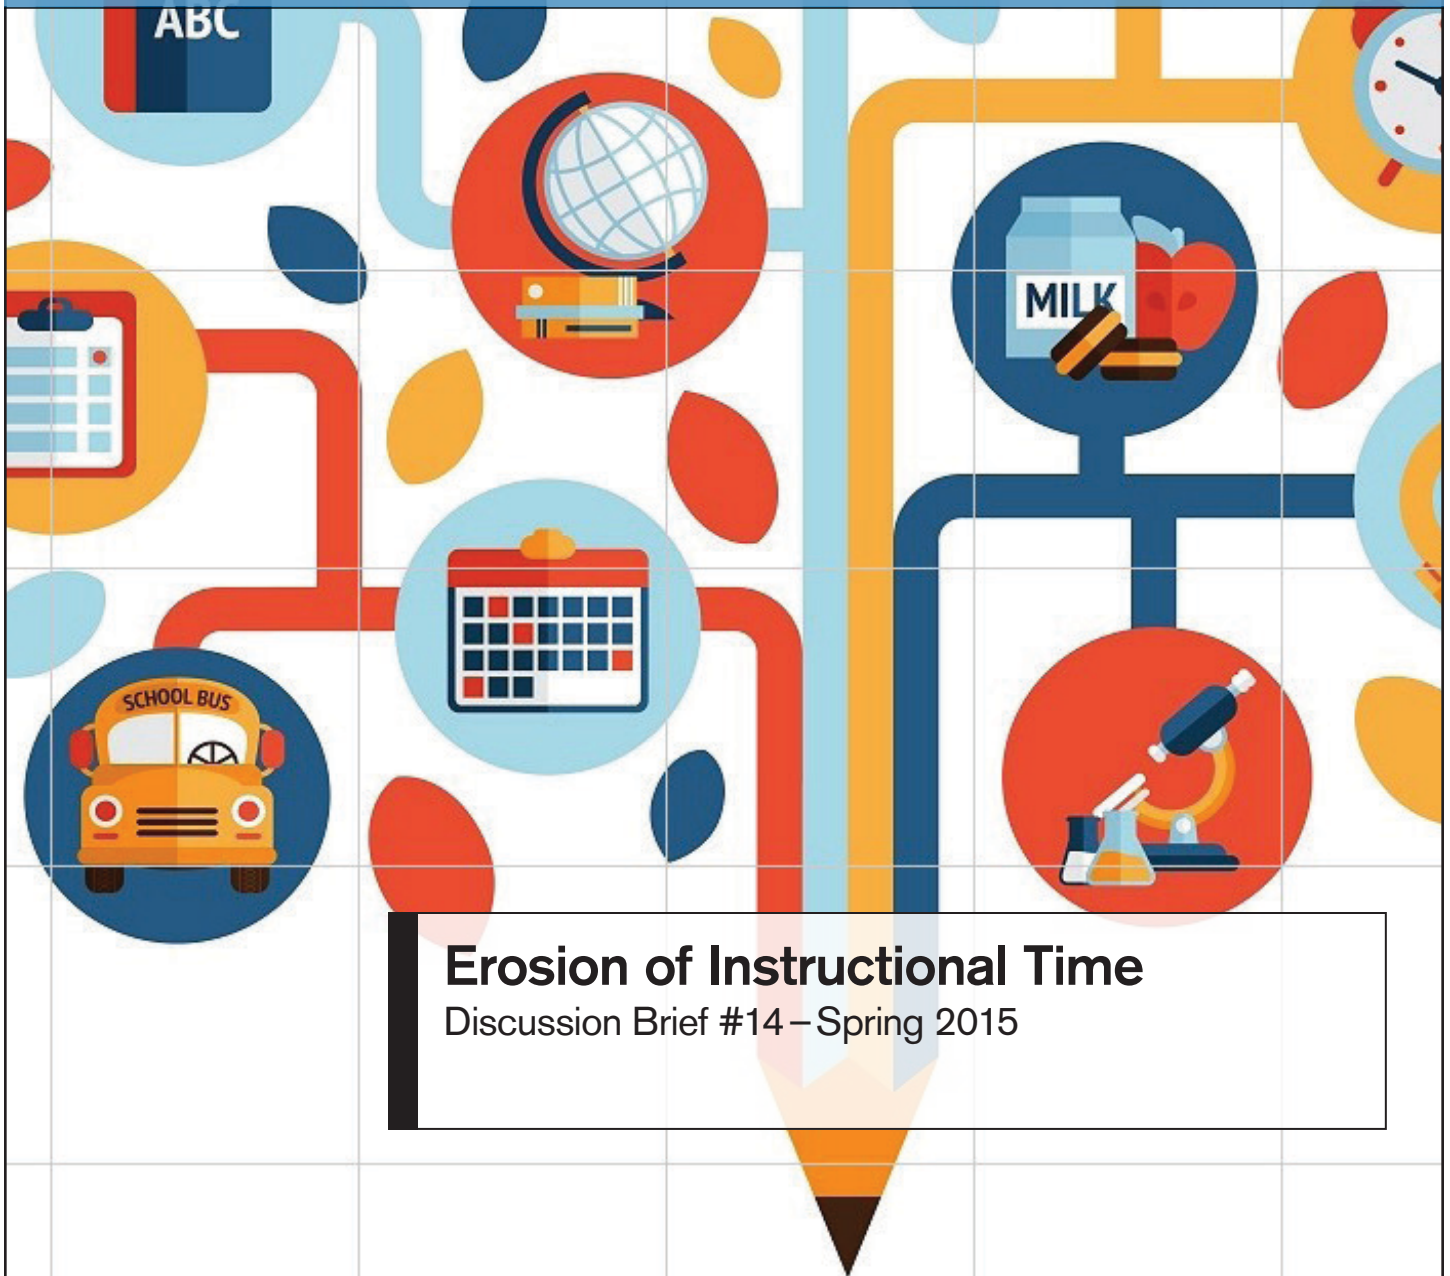 ABC
MILK
SCHOOL BUS
Erosion of Instructional Time
Discussion Brief #14–Spring 2015